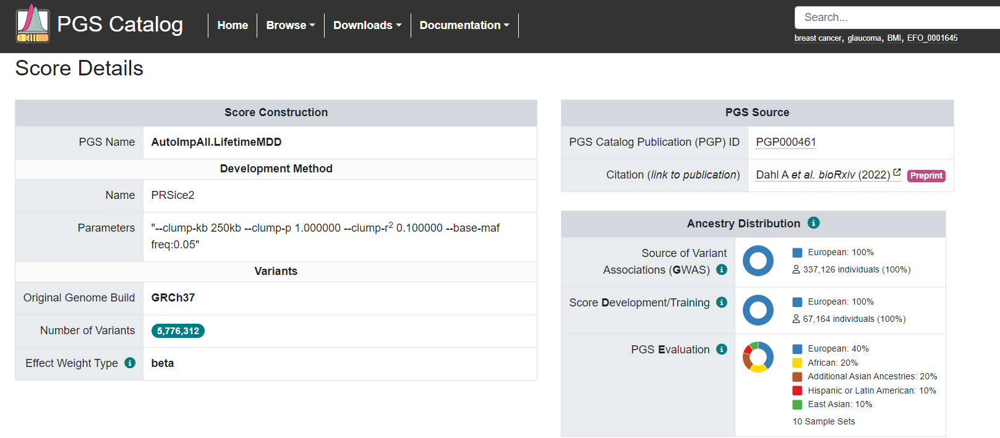 PGS Catalog
Home
Browse
Downloads
Documentation
Search...
breast cancer, glaucoma, BMI, EFO_0001645
Score Details
Score Construction
PGS Name AutoImpAll.LifetimeMDD
Development Method
Name PRSice2
Parameters "--clump-kb 250kb --clump-p 1.000000 --clump-r2 0.100000 --base-maf
freq:0.05"
Variants
Original Genome Build GRCh37
Number of Variants 5,776,312
Effect Weight Type i beta
PGS Source
PGS Catalog Publication (PGP) ID PGP000461
Citation (link to publication) Dahl A et al. bioRxiv (2022) Preprint
Ancestry Distribution i
Source of Variant
Associations (GWAS) i
European: 100%
337,126 individuals (100%)
Score Development/Training i
European: 100%
67,164 individuals (100%)
PGS Evaluation i
European: 40%
African: 20%
Additional Asian Ancestries: 20%
Hispanic or Latin American: 10%
East Asian: 10%
10 Sample Sets